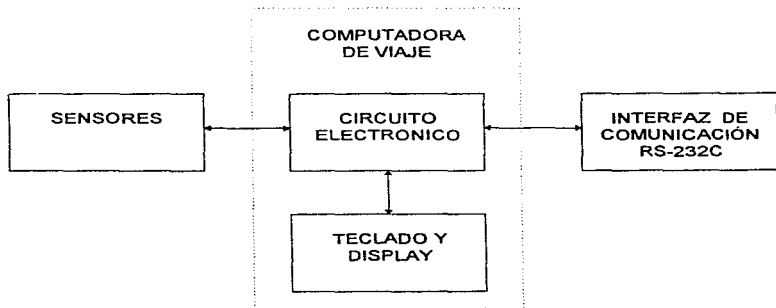 COMPUTADORA
DE VIAJE
SENSORES
CIRCUITO
ELECTRONICO
INTERFAZ DE
COMUNICACIÓN
RS-232C
TECLADO Y
DISPLAY